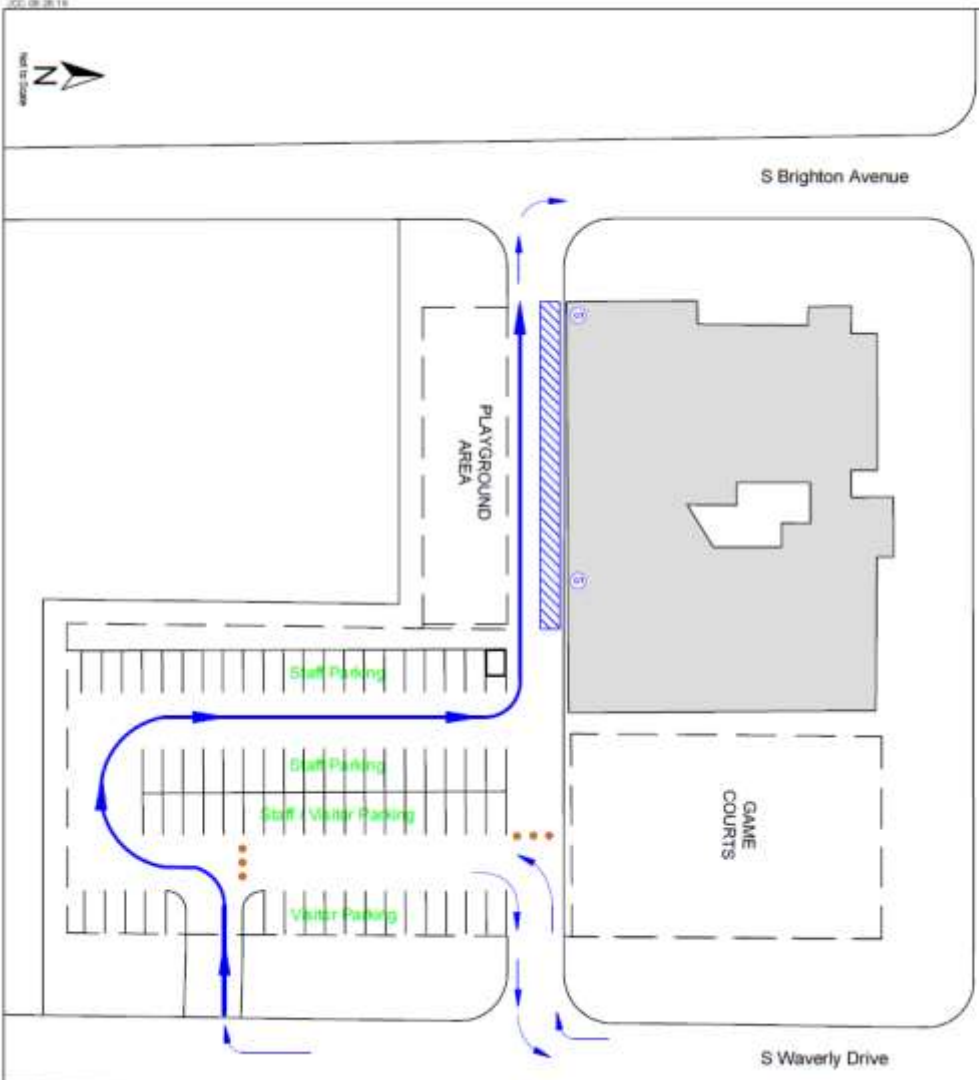 N
Not to Scale
S Brighton Avenue
S
PLAYGROUND
AREA
S
Staff Parking
Staff Parking
Staff / Visitor Parking
GAME
COURTS
Visitor Parking
S Waverly Drive